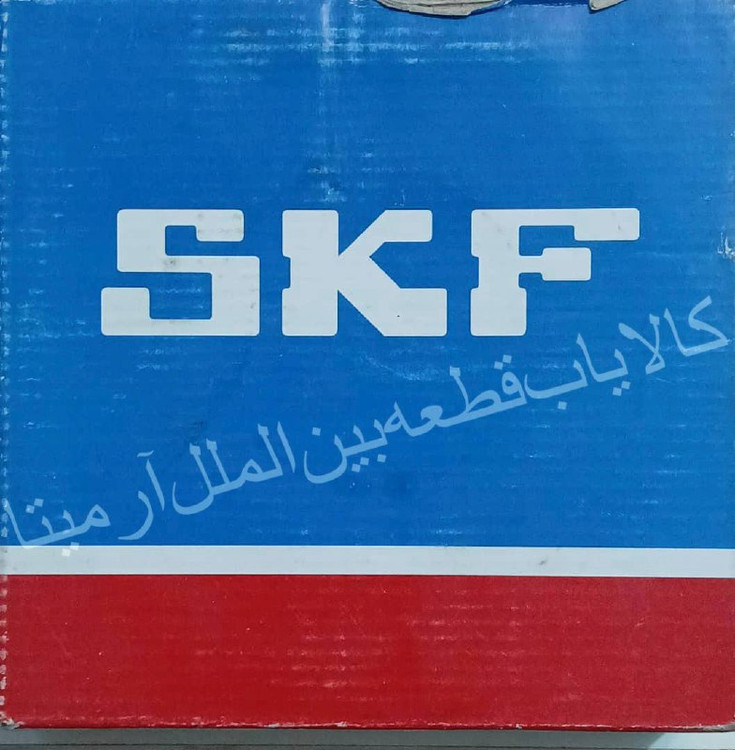 SKF
کالا یاب قطعه بین الملل آرمیتا